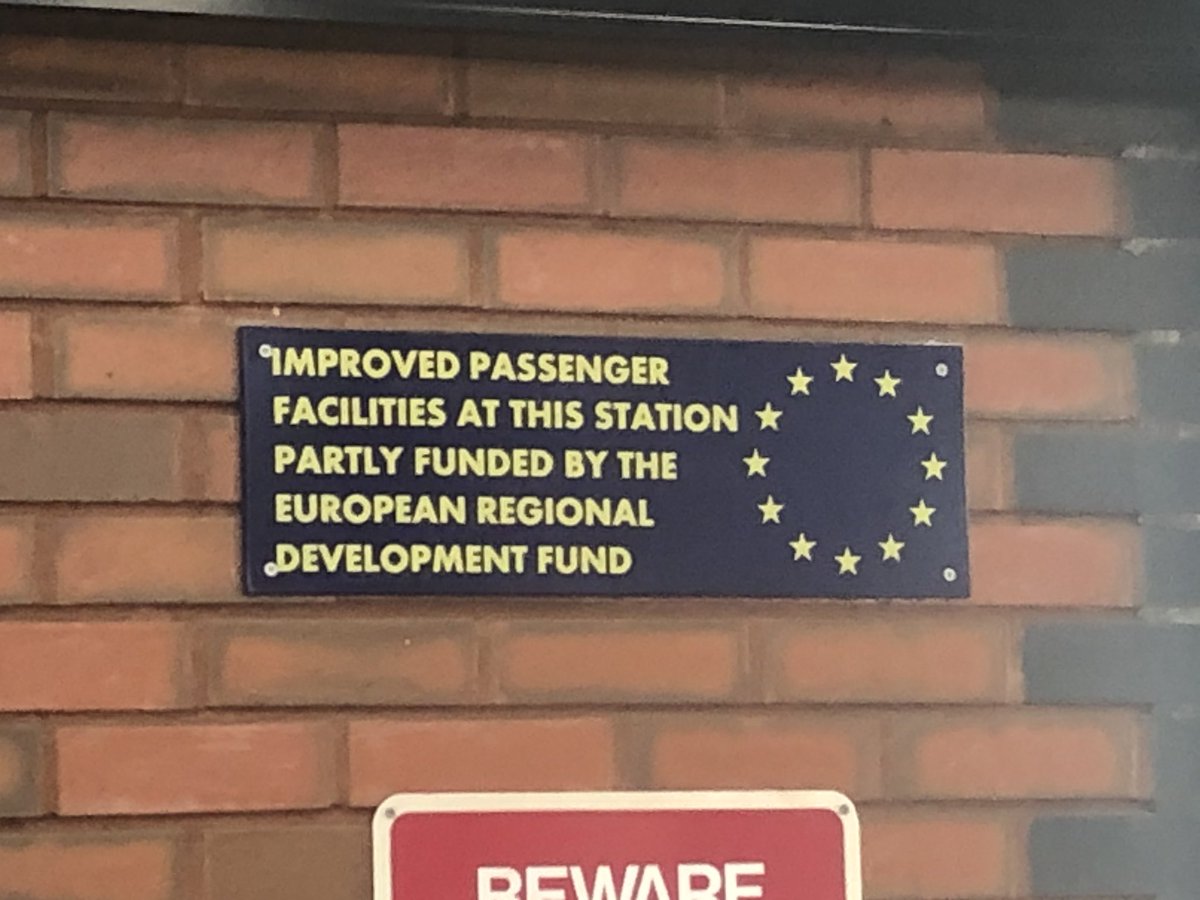 IMPROVED PASSENGER
FACILITIES AT THIS STATION
PARTLY FUNDED BY THE
EUROPEAN REGIONAL
DEVELOPMENT FUND
BEWARE